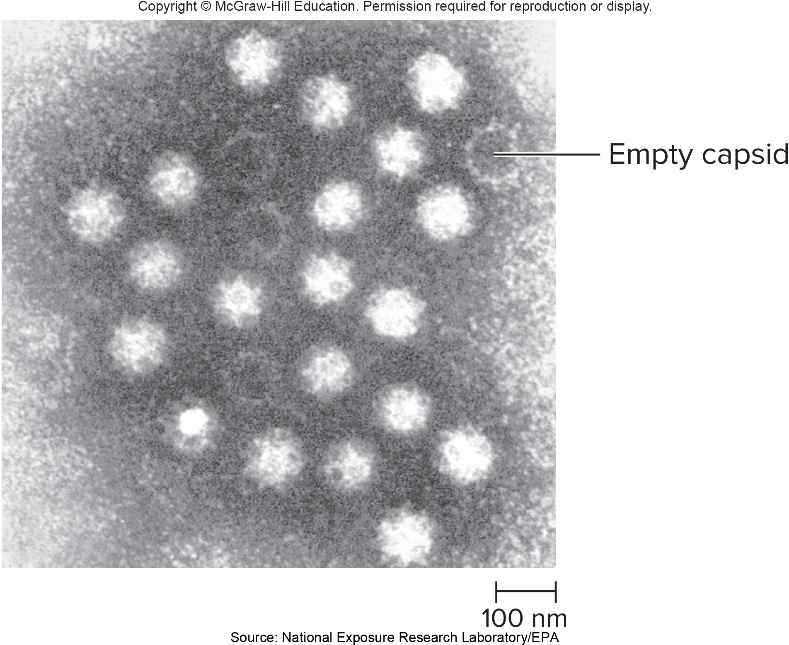 Copyright © McGraw-Hill Education. Permission required for reproduction or display.
Empty capsid
100 nm
Source: National Exposure Research Laboratory/EPA